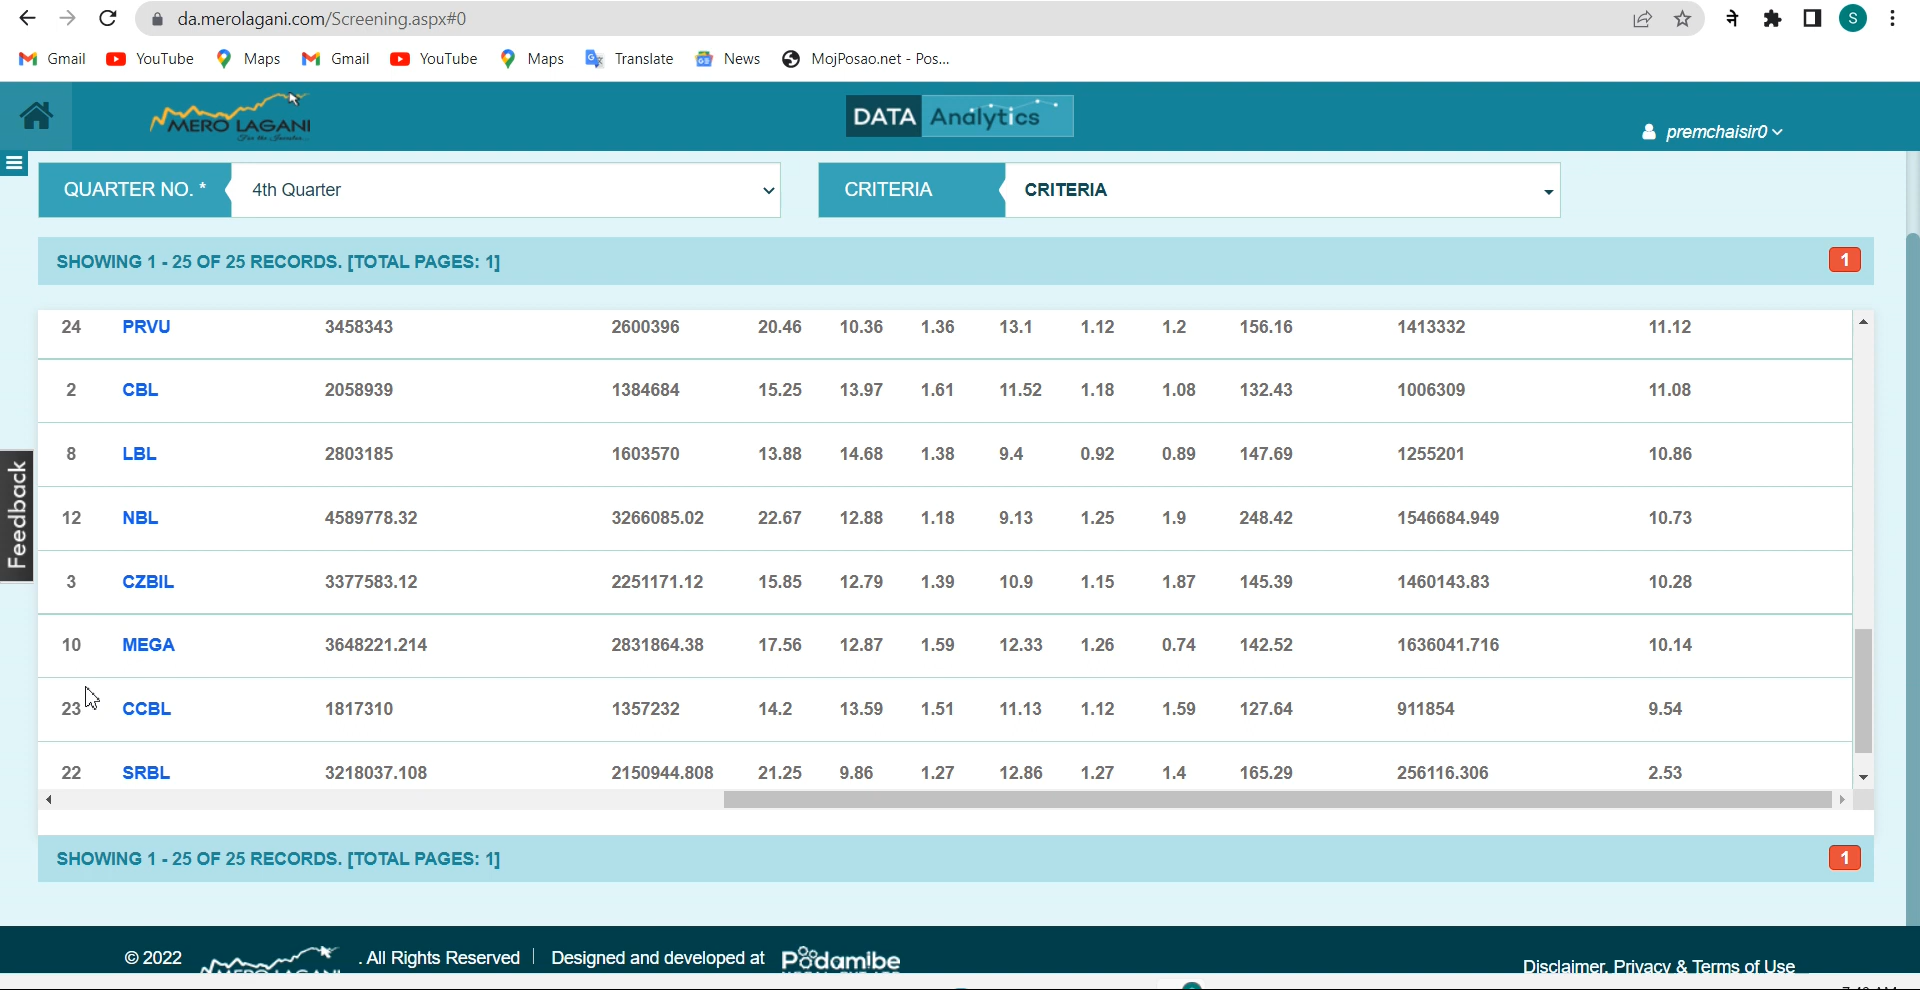 da.merolagani.com/Screening.aspx#0
ने
S
Gmail YouTube Maps Gmail YouTube Maps Translate News MojPosao.net - Pos...
MERO LAGANI
For the Investor...
DATA Analytics
premchaisir0
QUARTER NO. * 4th Quarter CRITERIA CRITERIA
SHOWING 1 - 25 OF 25 RECORDS. [TOTAL PAGES: 1] 1
24 PRVU 3458343 2600396 20.46 10.36 1.36 13.1 1.12 1.2 156.16 1413332 11.12
2 CBL 2058939 1384684 15.25 13.97 1.61 11.52 1.18 1.08 132.43 1006309 11.08
8 LBL 2803185 1603570 13.88 14.68 1.38 9.4 0.92 0.89 147.69 1255201 10.86
12 NBL 4589778.32 3266085.02 22.67 12.88 1.18 9.13 1.25 1.9 248.42 1546684.949 10.73
3 CZBIL 3377583.12 2251171.12 15.85 12.79 1.39 10.9 1.15 1.87 145.39 1460143.83 10.28
10 MEGA 3648221.214 2831864.38 17.56 12.87 1.59 12.33 1.26 0.74 142.52 1636041.716 10.14
23 CCBL 1817310 1357232 14.2 13.59 1.51 11.13 1.12 1.59 127.64 911854 9.54
22 SRBL 3218037.108 2150944.808 21.25 9.86 1.27 12.86 1.27 1.4 165.29 256116.306 2.53
Feedback
SHOWING 1 - 25 OF 25 RECORDS. [TOTAL PAGES: 1] 1
© 2022 MERO LAGANI . All Rights Reserved | Designed and developed at Podamibe
Disclaimer, Privacy & Terms of Use